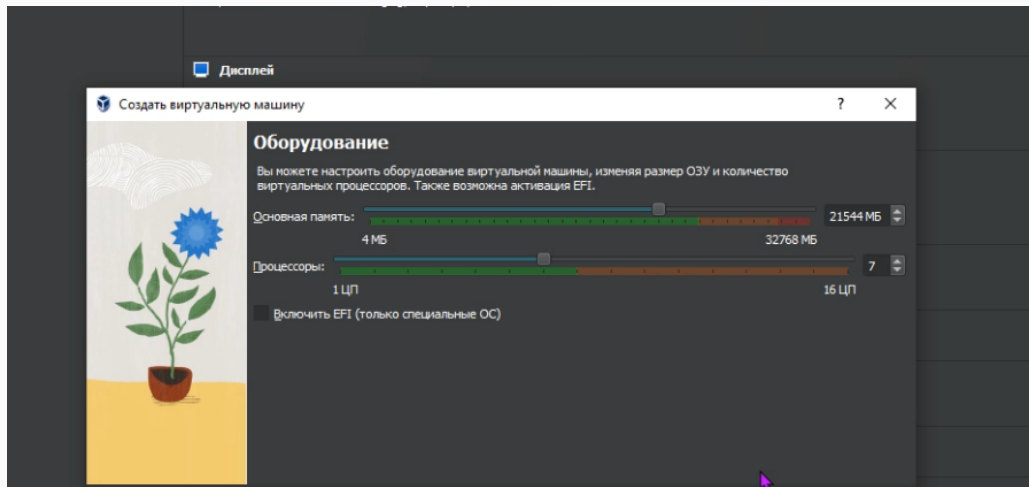 Дисплей
Создать виртуальную машину
?
Оборудование
Вы можете настроить оборудование виртуальной машины, изменяя размер ОЗУ и количество
виртуальных процессоров. Также возможна активация EFI.
Основная память:
21544 МБ
4 МБ
32768 МБ
Процессоры:
7
1 ЦП
16 ЦП
Включить EFI (только специальные ОС)